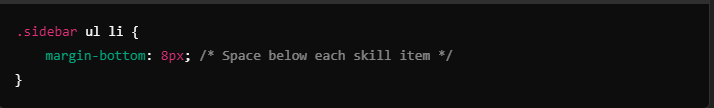 .sidebar ul li {
    margin-bottom: 8px; /* Space below each skill item */
}